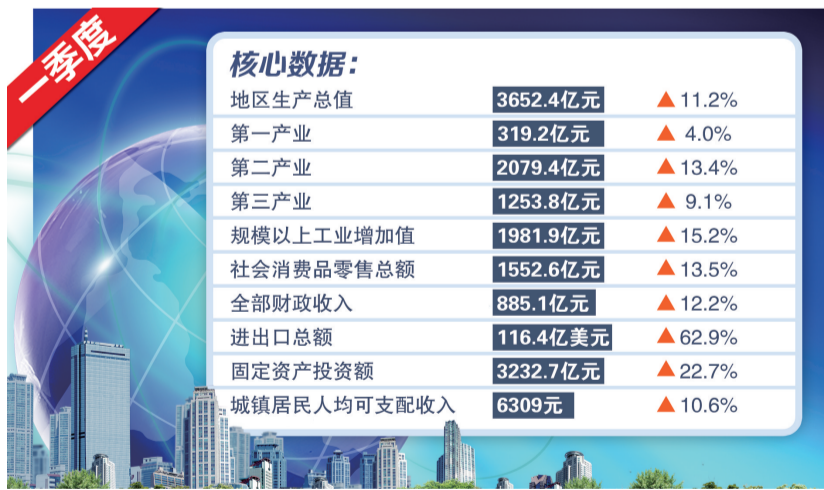 一季度
核心数据：
地区生产总值 3652.4亿元 ▲ 11.2%
第一产业 319.2亿元 ▲ 4.0%
第二产业 2079.4亿元 ▲ 13.4%
第三产业 1253.8亿元 ▲ 9.1%
规模以上工业增加值 1981.9亿元 ▲ 15.2%
社会消费品零售总额 1552.6亿元 ▲ 13.5%
全部财政收入 885.1亿元 ▲ 12.2%
进出口总额 116.4亿美元 ▲ 62.9%
固定资产投资额 3232.7亿元 ▲ 22.7%
城镇居民人均可支配收入 6309元 ▲ 10.6%